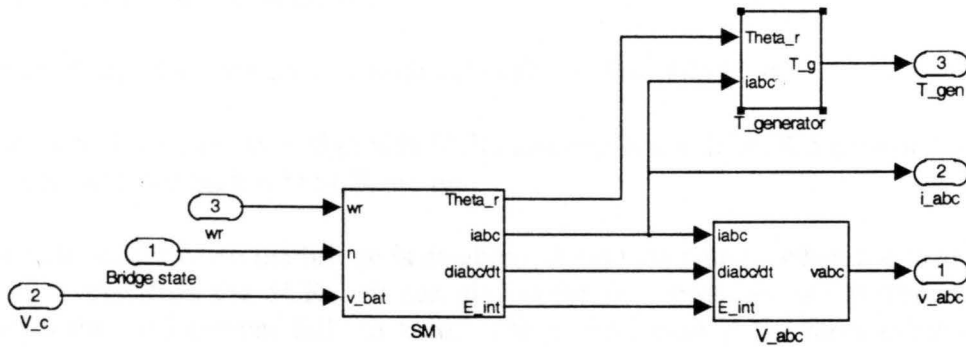 Theta_r
T_g
iabc
T_generator
3
T_gen
2
i_abc
3
wr
1
Bridge state
2
V_c
wr
n
v_bat
Theta_r
iabc
diabc/dt
E_int
SM
iabc
diabc/dt
E_int
vabc
V_abc
1
v_abc